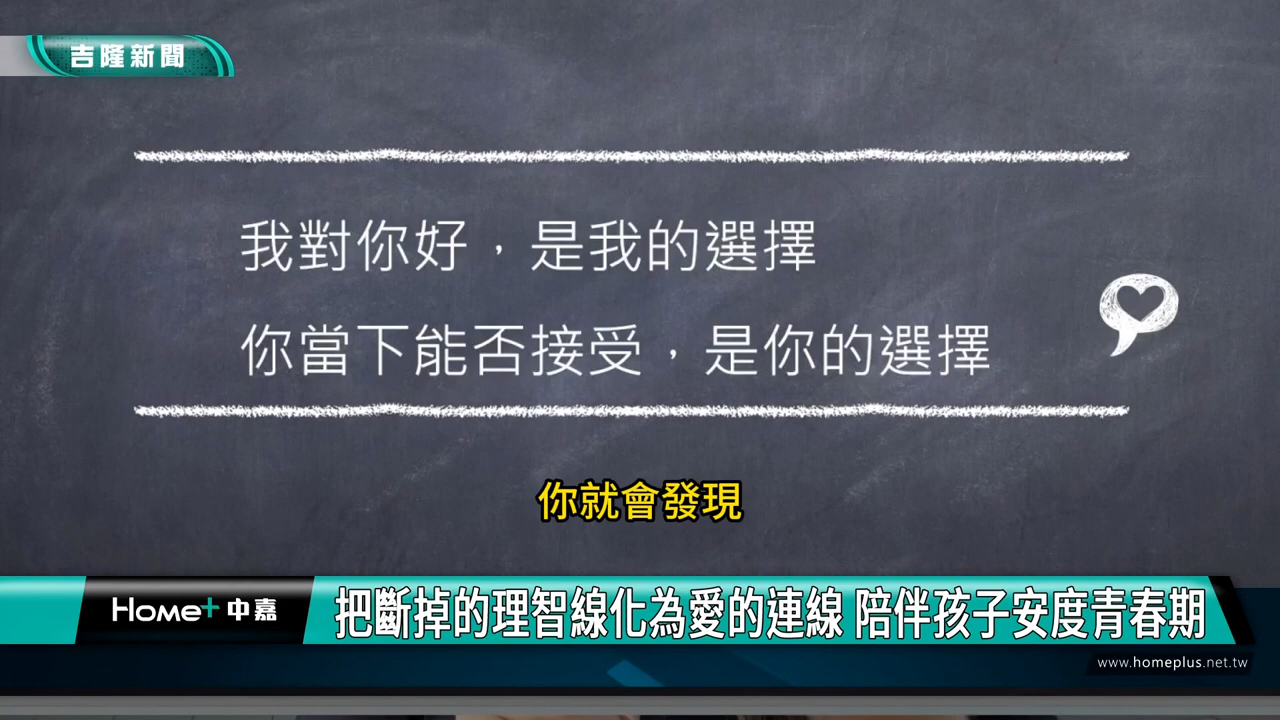 吉隆新聞
我對你好，是我的選擇
你當下能否接受，是你的選擇
你就會發現
Home+中嘉
把斷掉的理智線化為愛的連線 陪伴孩子安度青春期
www.homeplus.net.tw